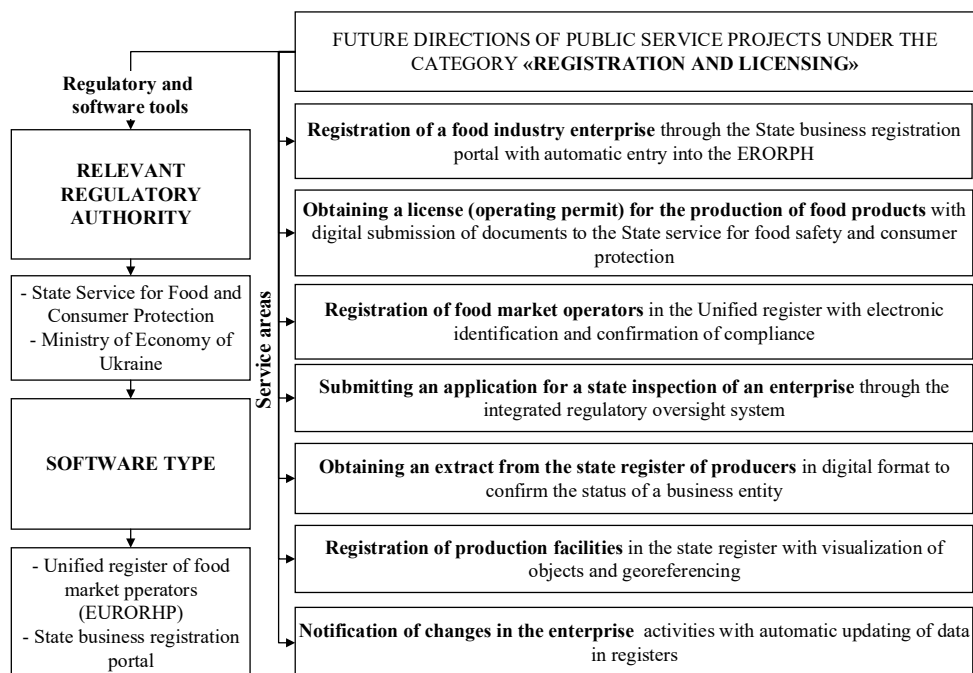 FUTURE DIRECTIONS OF PUBLIC SERVICE PROJECTS UNDER THE
CATEGORY «REGISTRATION AND LICENSING»
Regulatory and
software tools
RELEVANT
REGULATORY
AUTHORITY
- State Service for Food and
Consumer Protection
- Ministry of Economy of
Ukraine
SOFTWARE TYPE
- Unified register of food
market pperators
(EURORHP)
- State business registration
portal
Service areas
Registration of a food industry enterprise through the State business registration
portal with automatic entry into the ERORPH
Obtaining a license (operating permit) for the production of food products with
digital submission of documents to the State service for food safety and consumer
protection
Registration of food market operators in the Unified register with electronic
identification and confirmation of compliance
Submitting an application for a state inspection of an enterprise through the
integrated regulatory oversight system
Obtaining an extract from the state register of producers in digital format to
confirm the status of a business entity
Registration of production facilities in the state register with visualization of
objects and georeferencing
Notification of changes in the enterprise activities with automatic updating of data
in registers